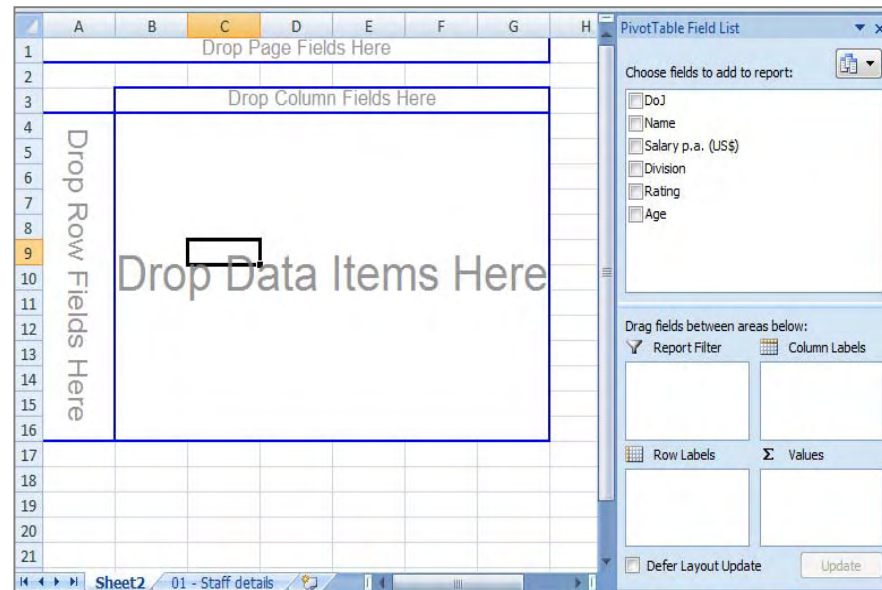 A B C D E F G H
1
2
3
4
5
6
7
8
9
10
11
12
13
14
15
16
17
18
19
20
21
Drop Page Fields Here
Drop Column Fields Here
Drop Row Fields Here
Drop Data Items Here
Sheet2 01 - Staff details
PivotTable Field List
Choose fields to add to report:
DoJ
Name
Salary p.a. (US$)
Division
Rating
Age
Drag fields between areas below:
Report Filter Column Labels
Row Labels Σ Values
Defer Layout Update Update